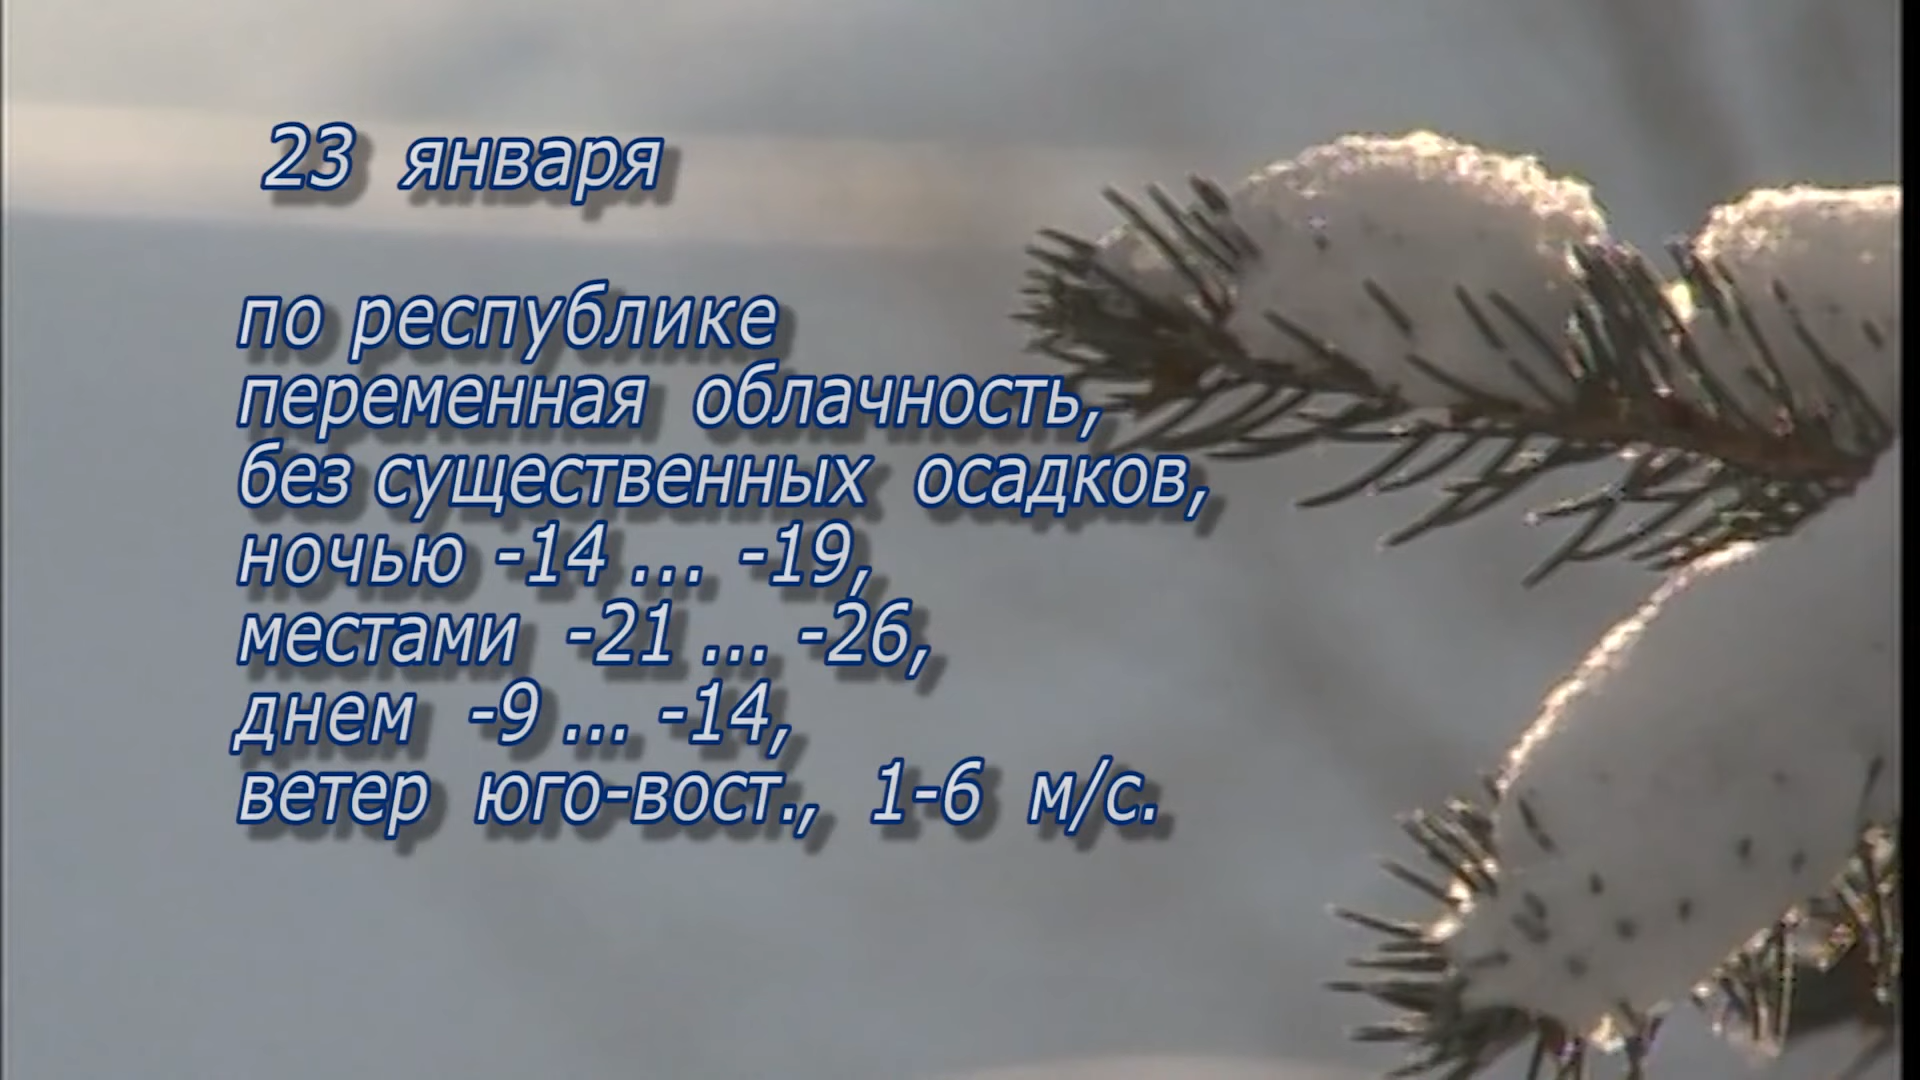 23 января
по республике
переменная облачность,
без существенных осадков,
ночью -14 ... -19,
местами -21 ... -26,
днем -9 ... -14,
ветер юго-вост., 1-6 м/с.